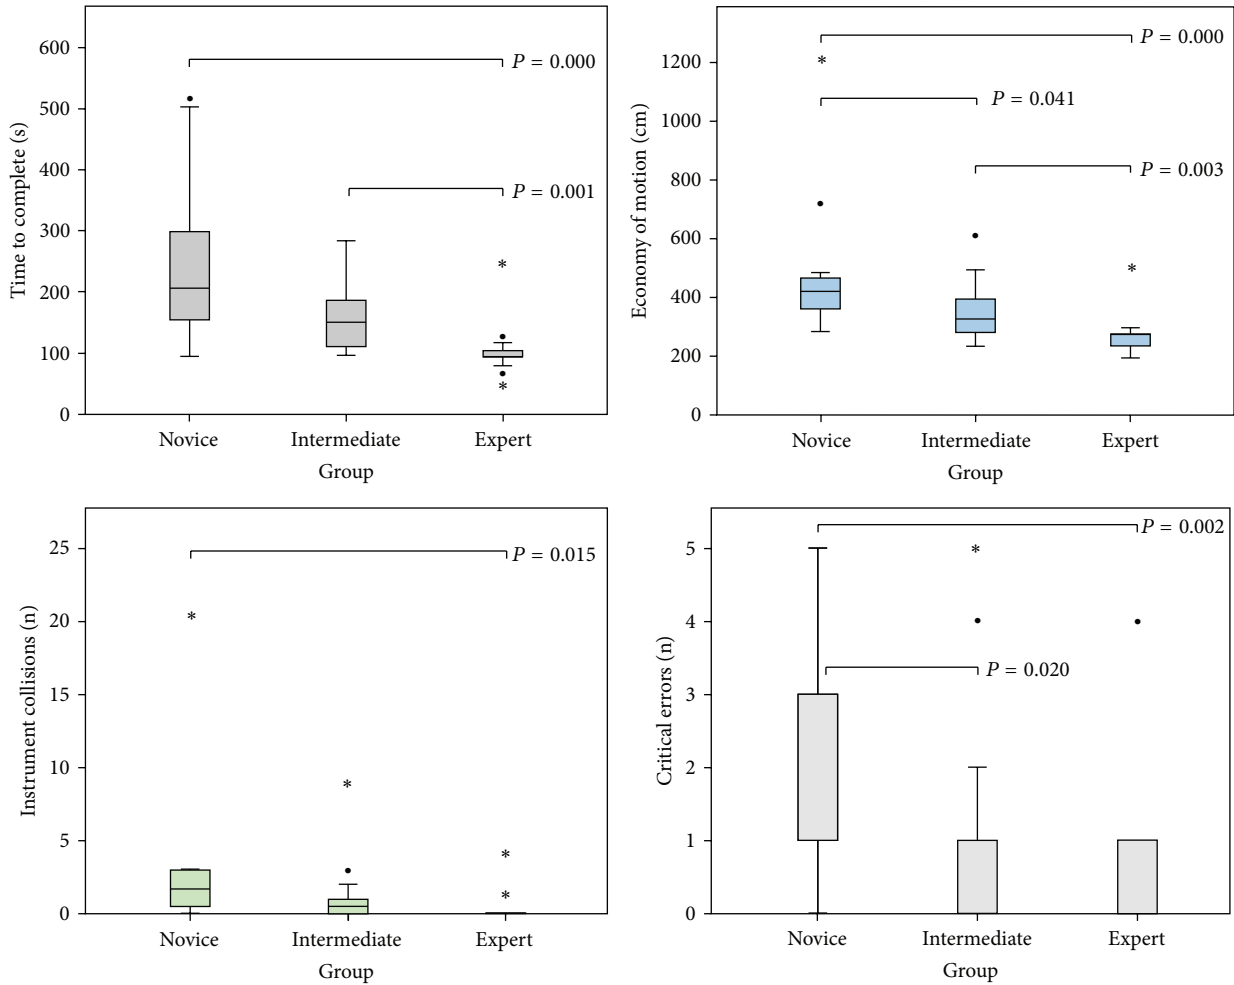 Time to complete (s)
600
500
400
300
200
100
0
P = 0.000
P = 0.001
*
*
Novice
Intermediate
Expert
Group
Economy of motion (cm)
1200
1000
800
600
400
200
0
P = 0.000
*
P = 0.041
P = 0.003
*
Novice
Intermediate
Expert
Group
Instrument collisions (n)
25
20
15
10
5
0
P = 0.015
*
*
*
*
Novice
Intermediate
Expert
Group
Critical errors (n)
5
4
3
2
1
0
P = 0.002
*
P = 0.020
Novice
Intermediate
Expert
Group